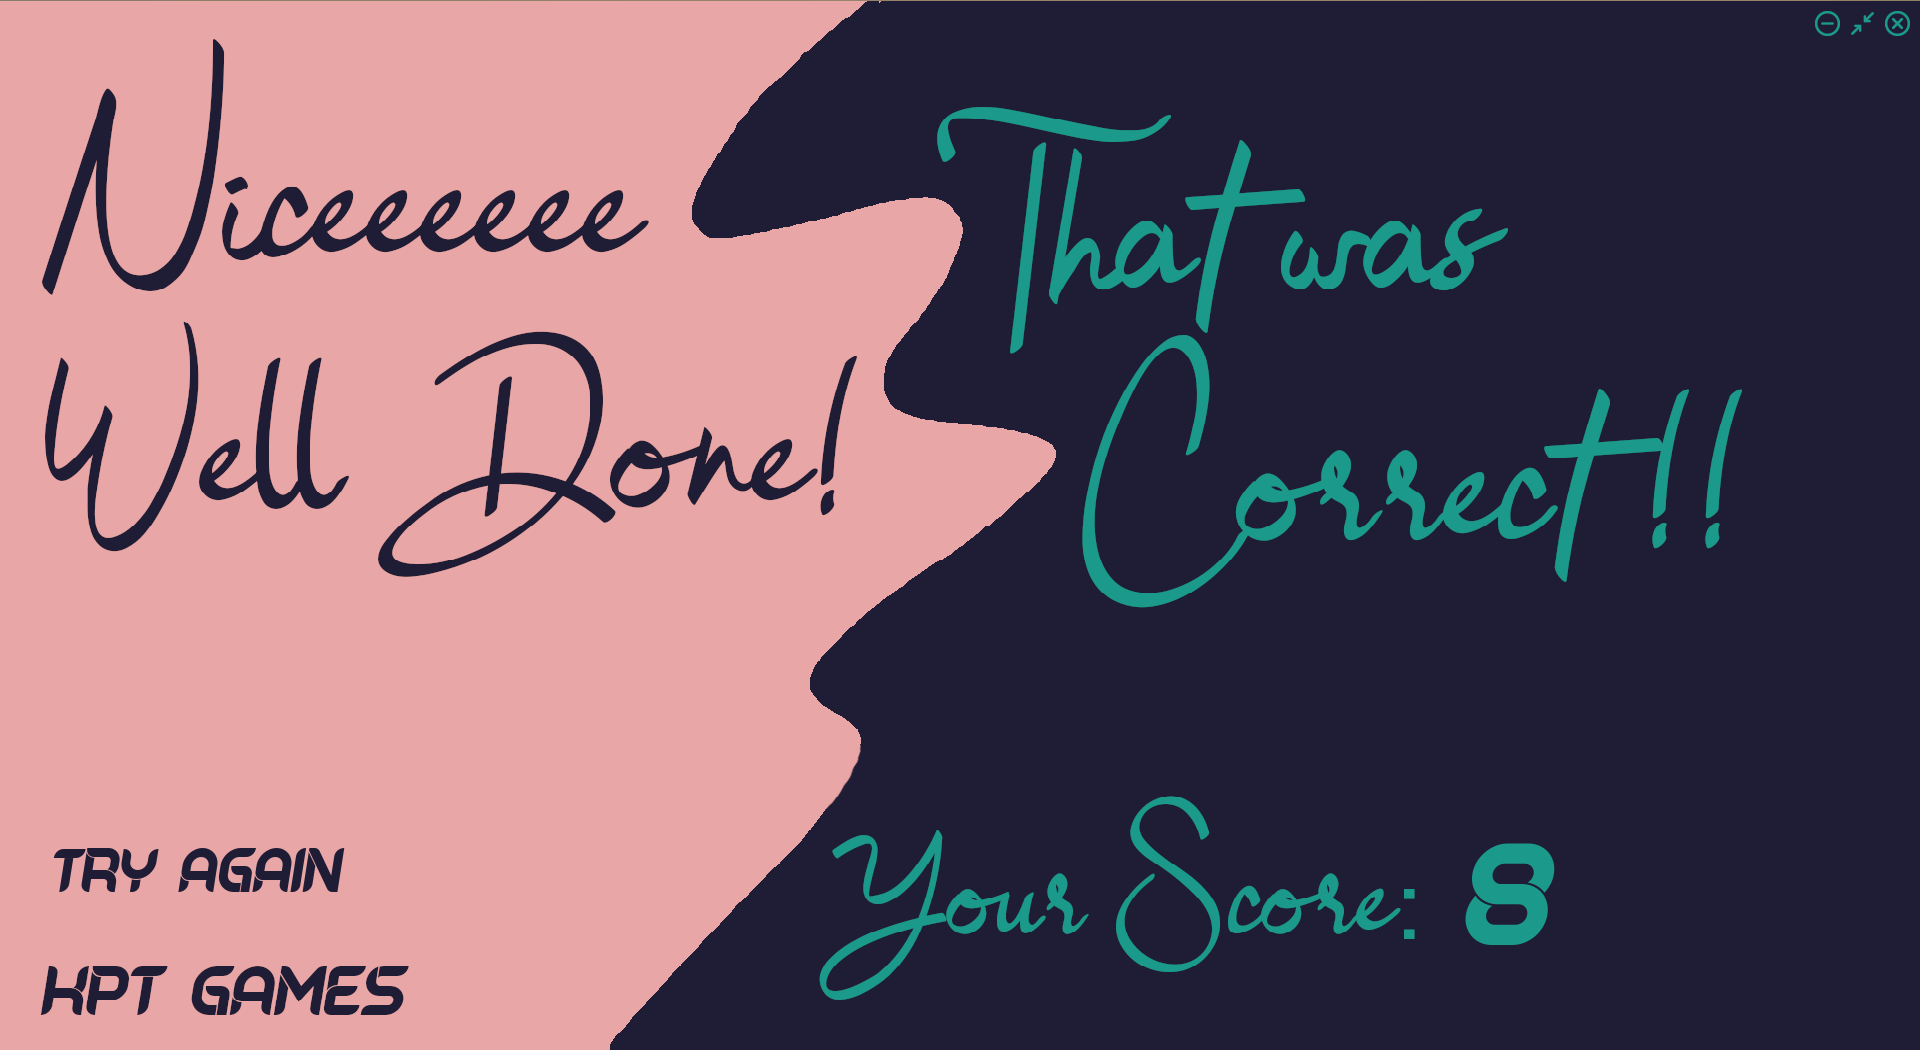 Niceeeeee
Well Done!
That was
Correct!!
Your Score: 8
TRY AGAIN
KPT GAMES